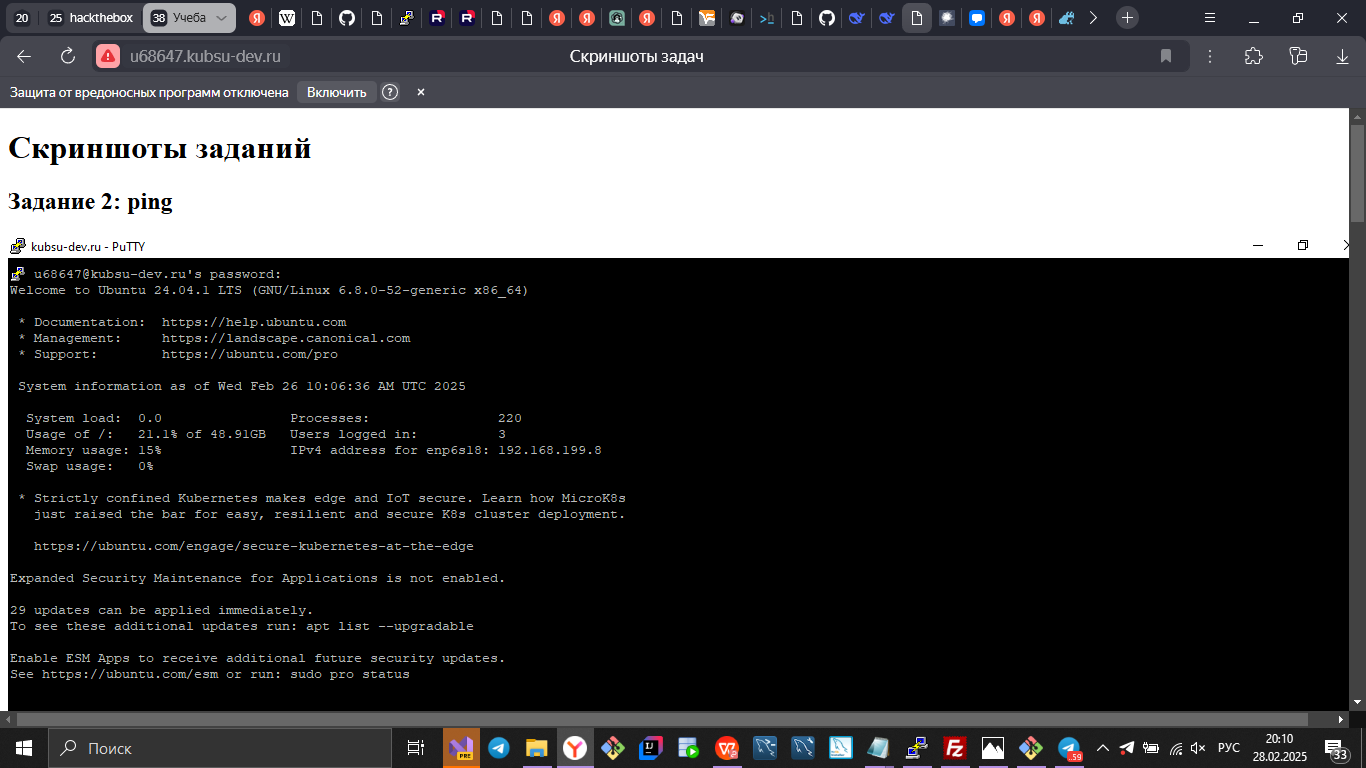 20
25 hackthebox
38 Учеба
u68647.kubsu-dev.ru
Скриншоты задач
Защита от вредоносных программ отключена Включить ?
Скриншоты заданий
Задание 2: ping
kubsu-dev.ru - PuTTY
u68647@kubsu-dev.ru's password:
Welcome to Ubuntu 24.04.1 LTS (GNU/Linux 6.8.0-52-generic x86_64)
* Documentation: https://help.ubuntu.com
* Management: https://landscape.canonical.com
* Support: https://ubuntu.com/pro
System information as of Wed Feb 26 10:06:36 AM UTC 2025
System load: 0.0 Processes: 220
Usage of /: 21.1% of 48.91GB Users logged in: 3
Memory usage: 15% IPv4 address for enp6s18: 192.168.199.8
Swap usage: 0%
* Strictly confined Kubernetes makes edge and IoT secure. Learn how MicroK8s
just raised the bar for easy, resilient and secure K8s cluster deployment.
https://ubuntu.com/engage/secure-kubernetes-at-the-edge
Expanded Security Maintenance for Applications is not enabled.
29 updates can be applied immediately.
To see these additional updates run: apt list --upgradable
Enable ESM Apps to receive additional future security updates.
See https://ubuntu.com/esm or run: sudo pro status
Поиск
РУС
20:10
28.02.2025
33